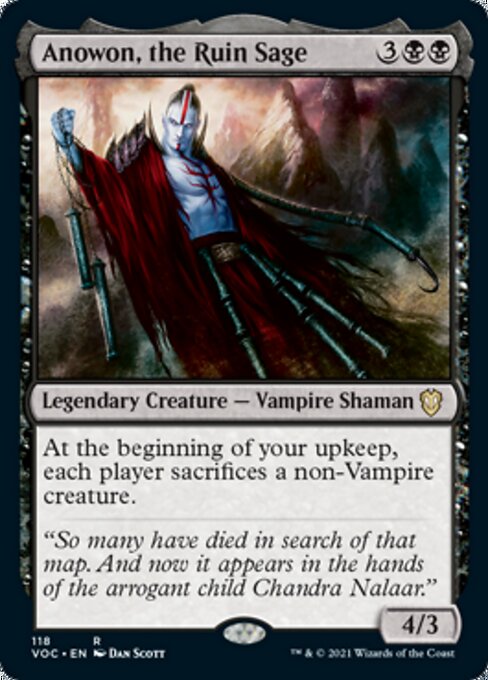 Anowon, the Ruin Sage 3
Legendary Creature — Vampire Shaman
At the beginning of your upkeep,
each player sacrifices a non-Vampire
creature.
“So many have died in search of that
map. And now it appears in the hands
of the arrogant child Chandra Nalaar.”
4/3
118 R
VOC • EN Dan Scott ™ & © 2021 Wizards of the Coast